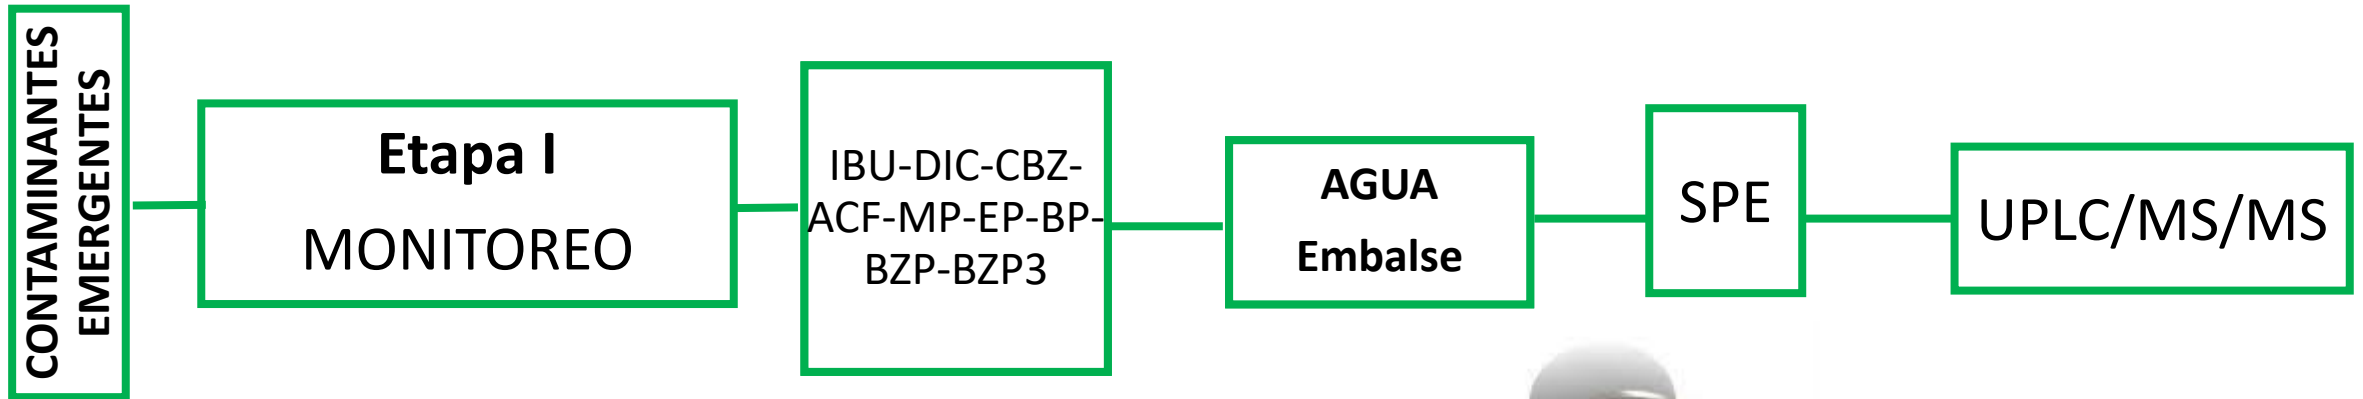 CONTAMINANTES
EMERGENTES
Etapa I
MONITOREO
IBU-DIC-CBZ-
ACF-MP-EP-BP-
BZP-BZP3
AGUA
Embalse
SPE
UPLC/MS/MS